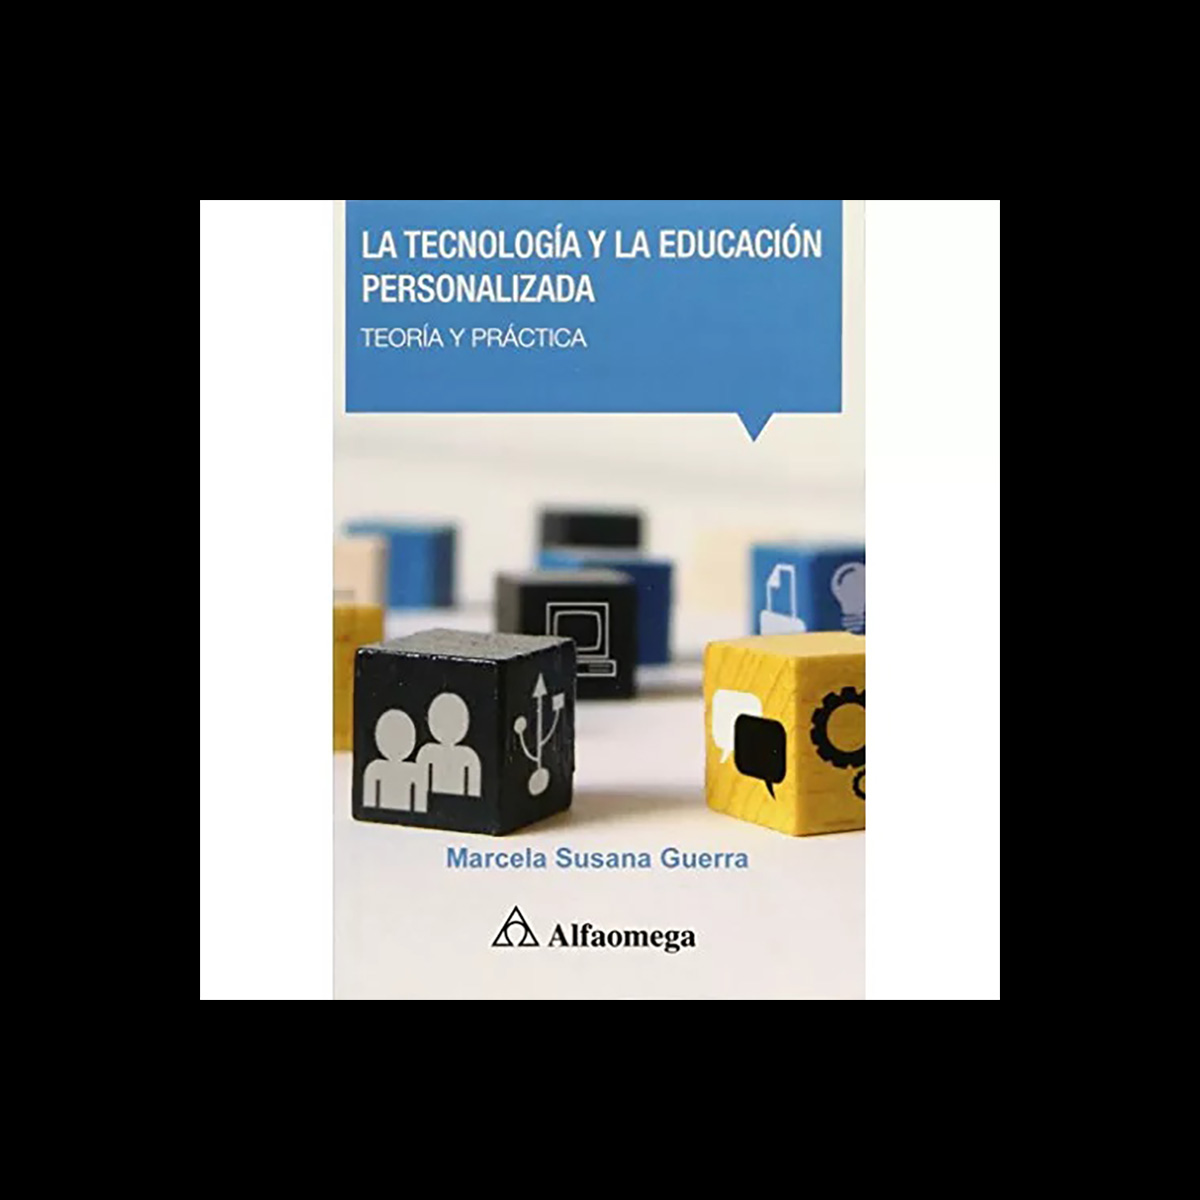 LA TECNOLOGÍA Y LA EDUCACIÓN
PERSONALIZADA
TEORÍA Y PRÁCTICA
Marcela Susana Guerra
Alfaomega